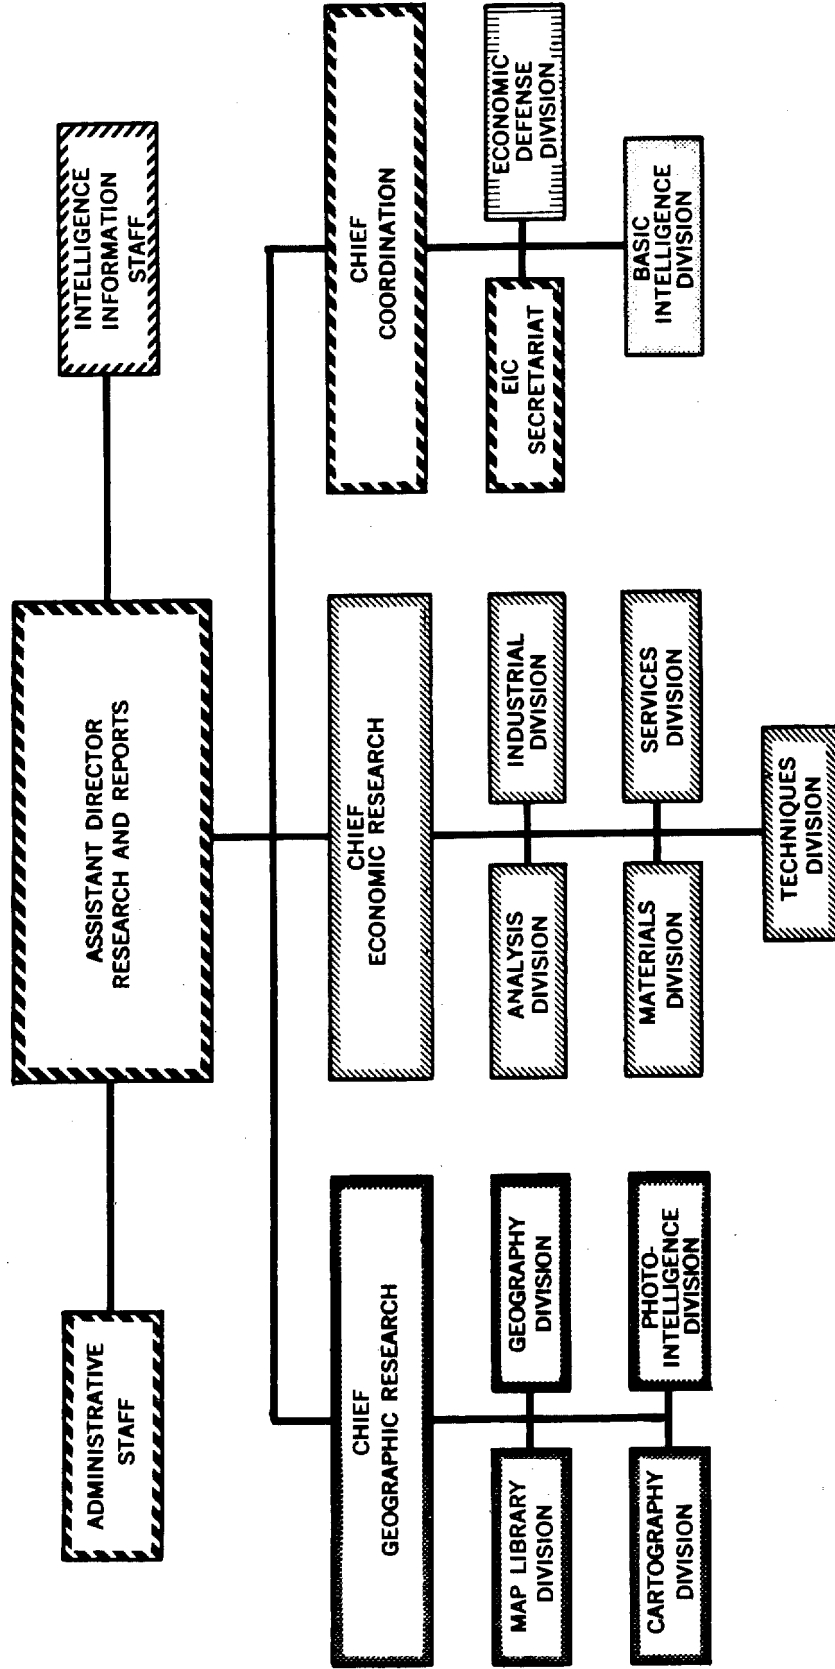 ASSISTANT DIRECTOR
RESEARCH AND REPORTS
ADMINISTRATIVE
STAFF
INTELLIGENCE
INFORMATION
STAFF
CHIEF
GEOGRAPHIC RESEARCH
CHIEF
ECONOMIC RESEARCH
CHIEF
COORDINATION
MAP LIBRARY
DIVISION
GEOGRAPHY
DIVISION
CARTOGRAPHY
DIVISION
PHOTO-
INTELLIGENCE
DIVISION
ANALYSIS
DIVISION
INDUSTRIAL
DIVISION
MATERIALS
DIVISION
SERVICES
DIVISION
TECHNIQUES
DIVISION
EIC
SECRETARIAT
ECONOMIC
DEFENSE
DIVISION
BASIC
INTELLIGENCE
DIVISION